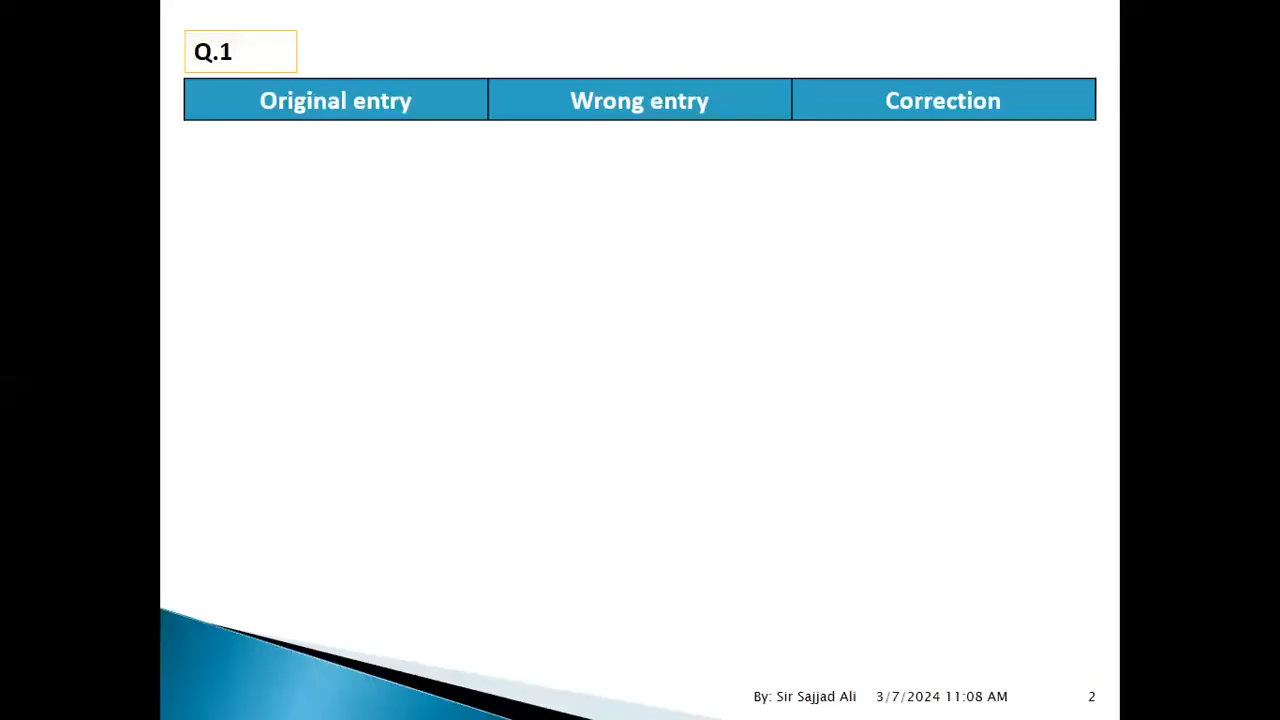 Q.1
Original entry Wrong entry Correction
By: Sir Sajjad Ali 3/7/2024 11:08 AM 2